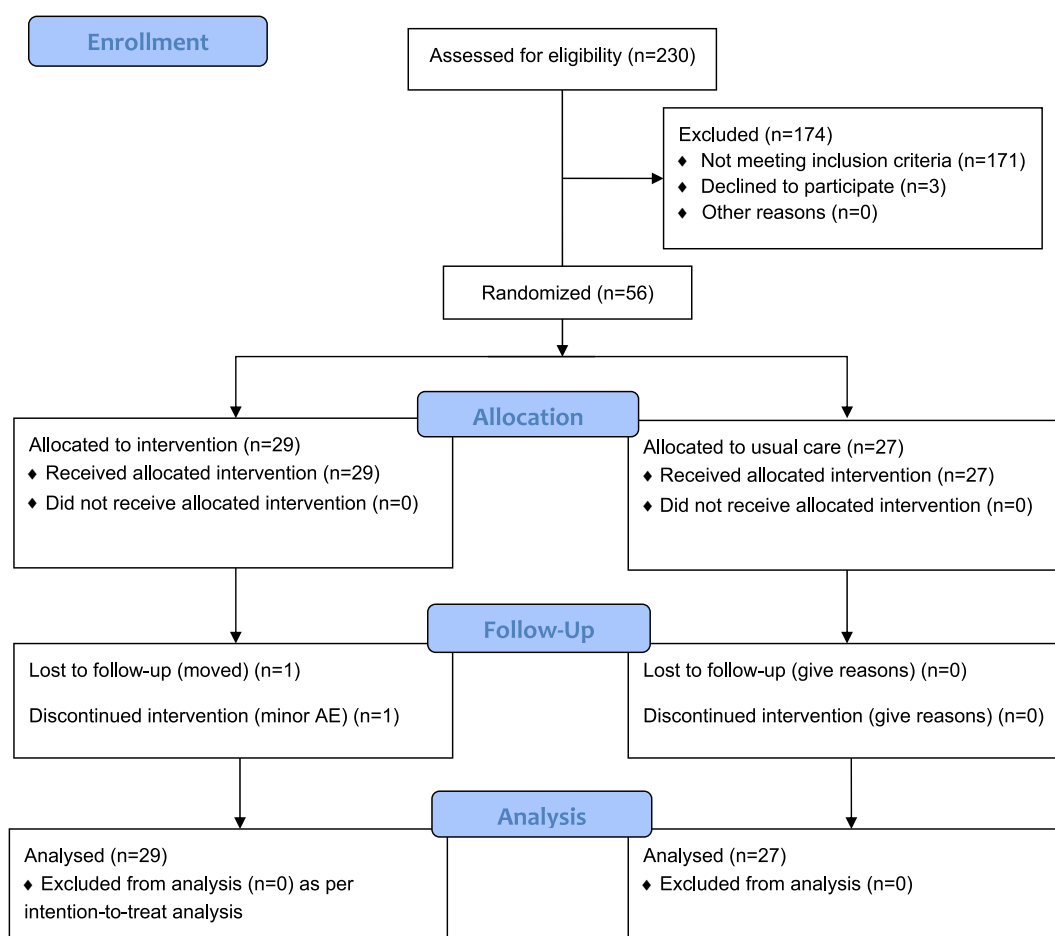 Enrollment
Assessed for eligibility (n=230)
Excluded (n=174)
♦ Not meeting inclusion criteria (n=171)
♦ Declined to participate (n=3)
♦ Other reasons (n=0)
Randomized (n=56)
Allocation
Allocated to intervention (n=29)
♦ Received allocated intervention (n=29)
♦ Did not receive allocated intervention (n=0)
Allocated to usual care (n=27)
♦ Received allocated intervention (n=27)
♦ Did not receive allocated intervention (n=0)
Follow-Up
Lost to follow-up (moved) (n=1)
Discontinued intervention (minor AE) (n=1)
Lost to follow-up (give reasons) (n=0)
Discontinued intervention (give reasons) (n=0)
Analysis
Analysed (n=29)
♦ Excluded from analysis (n=0) as per
intention-to-treat analysis
Analysed (n=27)
♦ Excluded from analysis (n=0)